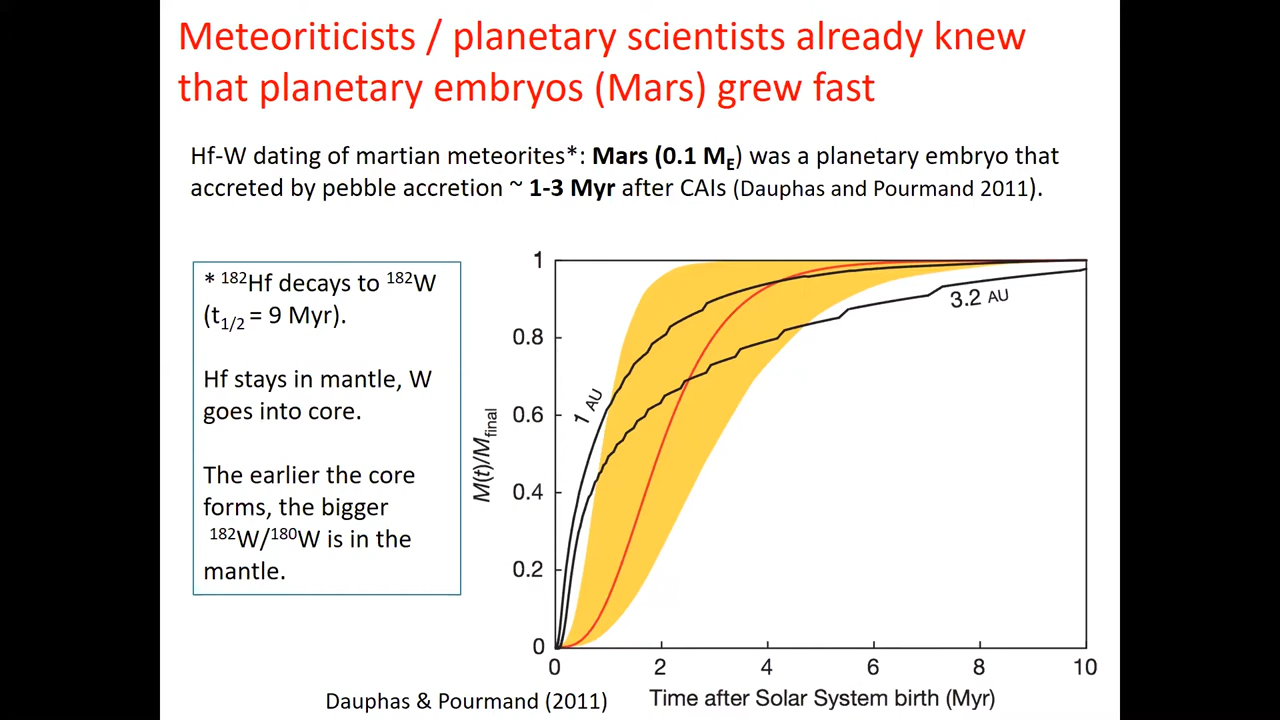 Meteoriticists / planetary scientists already knew
that planetary embryos (Mars) grew fast
Hf-W dating of martian meteorites*: Mars (0.1 M_E) was a planetary embryo that
accreted by pebble accretion ~ 1-3 Myr after CAIs (Dauphas and Pourmand 2011).
* ¹⁸²Hf decays to ¹⁸²W
(t₁/₂ = 9 Myr).
Hf stays in mantle, W
goes into core.
The earlier the core
forms, the bigger
¹⁸²W/¹⁸⁰W is in the
mantle.
M(t)/M_final
1
0.8
0.6
0.4
0.2
0
1 AU
3.2 AU
0 2 4 6 8 10
Time after Solar System birth (Myr)
Dauphas & Pourmand (2011)